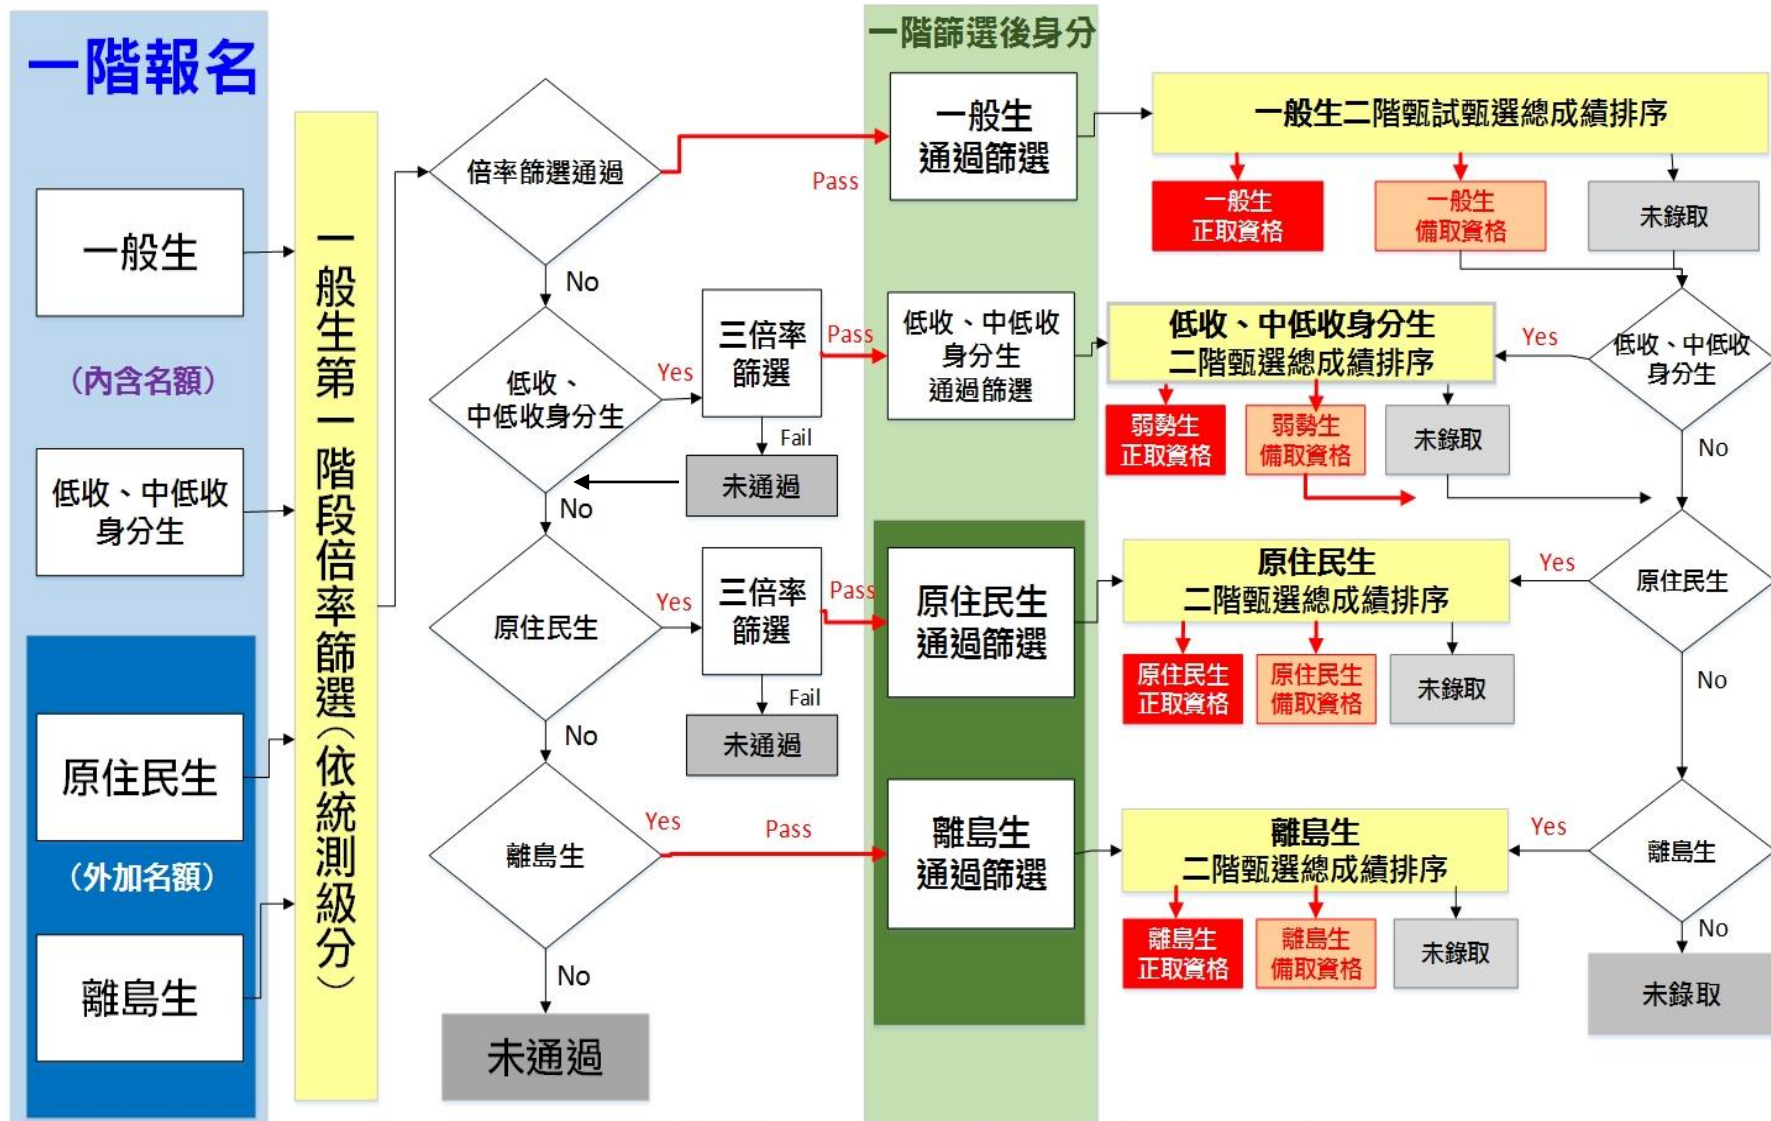 一階報名
一般生
（內含名額）
低收、中低收
身分生
原住民生
（外加名額）
離島生
一般生第一階段倍率篩選（依統測級分）
倍率篩選通過
Pass
No
低收、
中低收身分生
Yes
三倍率
篩選
Pass
Fail
未通過
No
原住民生
Yes
三倍率
篩選
Pass
Fail
未通過
No
離島生
Yes
Pass
No
未通過
一階篩選後身分
一般生
通過篩選
低收、中低收
身分生
通過篩選
原住民生
通過篩選
離島生
通過篩選
一般生二階甄試甄選總成績排序
一般生
正取資格
一般生
備取資格
未錄取
低收、中低收身分生
二階甄選總成績排序
Yes
低收、中低收
身分生
弱勢生
正取資格
弱勢生
備取資格
未錄取
No
原住民生
二階甄選總成績排序
Yes
原住民生
原住民生
正取資格
原住民生
備取資格
未錄取
No
離島生
二階甄選總成績排序
Yes
離島生
離島生
正取資格
離島生
備取資格
未錄取
No
未錄取